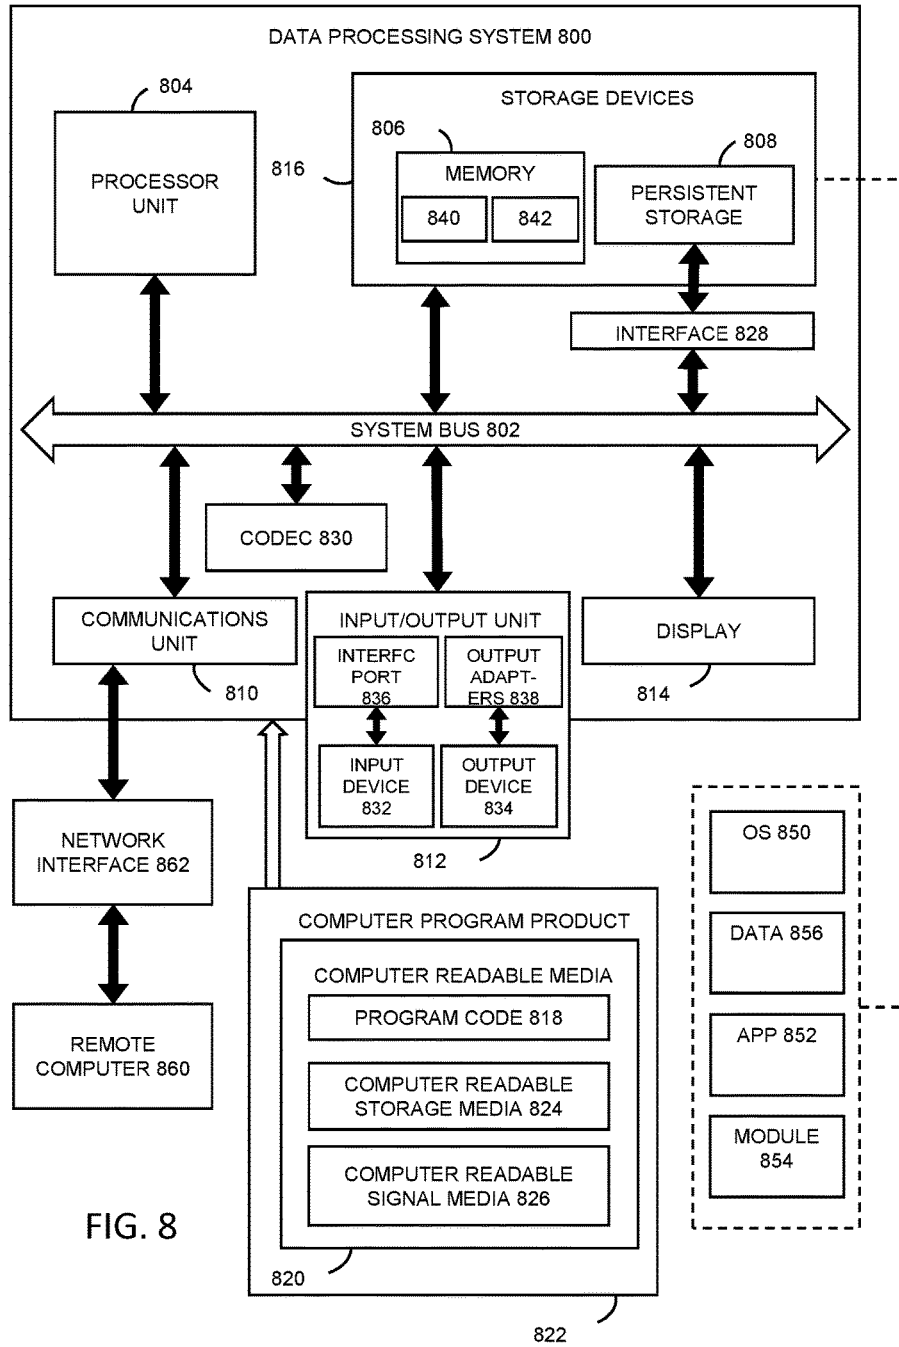 DATA PROCESSING SYSTEM 800
804
PROCESSOR
UNIT
816
STORAGE DEVICES
806
MEMORY
840
842
808
PERSISTENT
STORAGE
INTERFACE 828
SYSTEM BUS 802
CODEC 830
COMMUNICATIONS
UNIT
810
INPUT/OUTPUT UNIT
INTERFC
PORT
836
OUTPUT
ADAPT-
ERS 838
INPUT
DEVICE
832
OUTPUT
DEVICE
834
812
DISPLAY
814
NETWORK
INTERFACE 862
REMOTE
COMPUTER 860
COMPUTER PROGRAM PRODUCT
COMPUTER READABLE MEDIA
PROGRAM CODE 818
COMPUTER READABLE
STORAGE MEDIA 824
COMPUTER READABLE
SIGNAL MEDIA 826
820
822
OS 850
DATA 856
APP 852
MODULE
854
FIG. 8